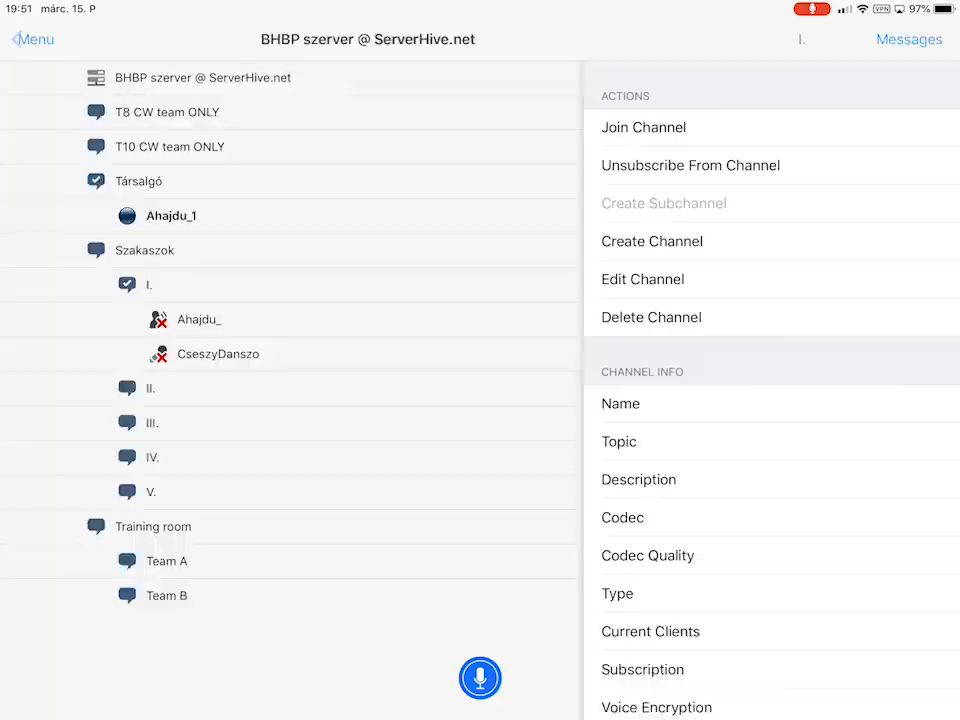 19:51 márc. 15. P
VPN 97%
Menu
BHBP szerver @ ServerHive.net
I.
Messages
BHBP szerver @ ServerHive.net
T8 CW team ONLY
T10 CW team ONLY
Társalgó
Ahajdu_1
Szakaszok
I.
Ahajdu_
CseszyDanszo
II.
III.
IV.
V.
Training room
Team A
Team B
ACTIONS
Join Channel
Unsubscribe From Channel
Create Subchannel
Create Channel
Edit Channel
Delete Channel
CHANNEL INFO
Name
Topic
Description
Codec
Codec Quality
Type
Current Clients
Subscription
Voice Encryption